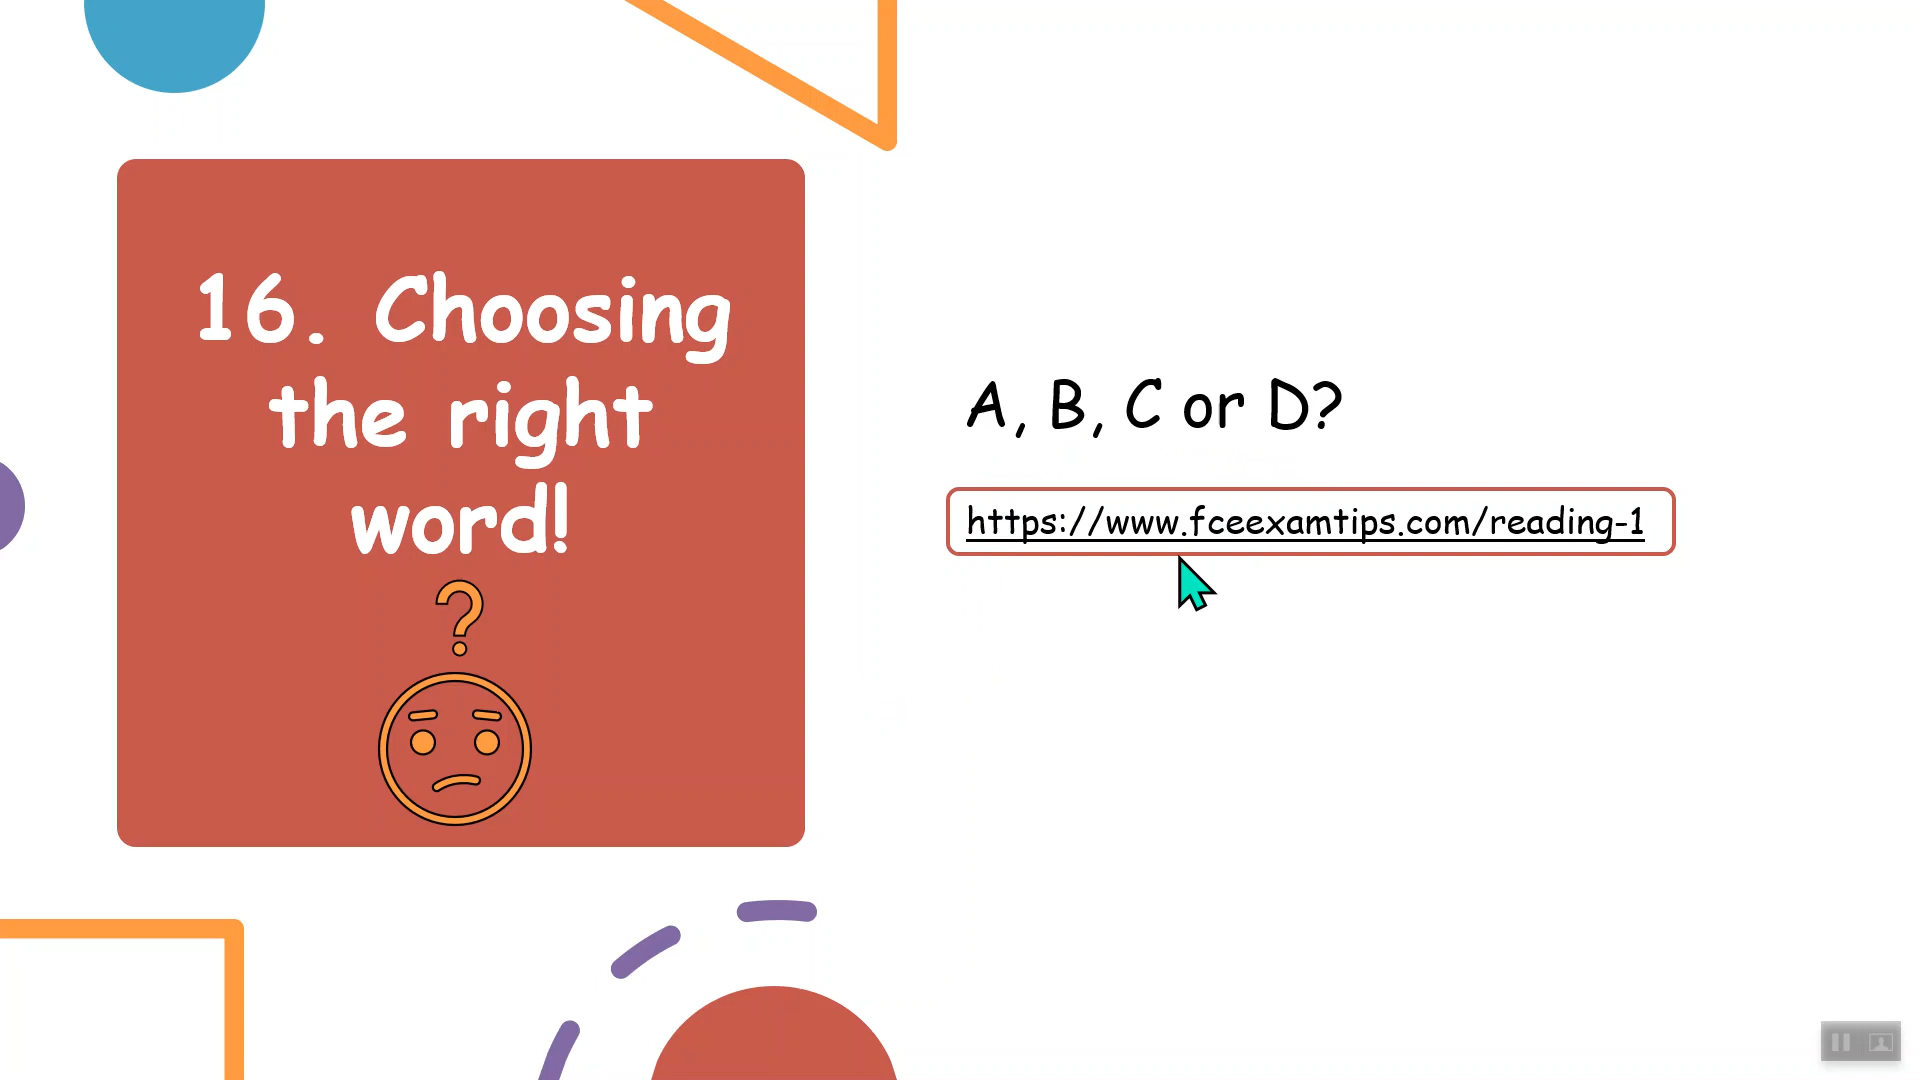 16. Choosing
the right
word!
?
A, B, C or D?
https://www.fceexamtips.com/reading-1